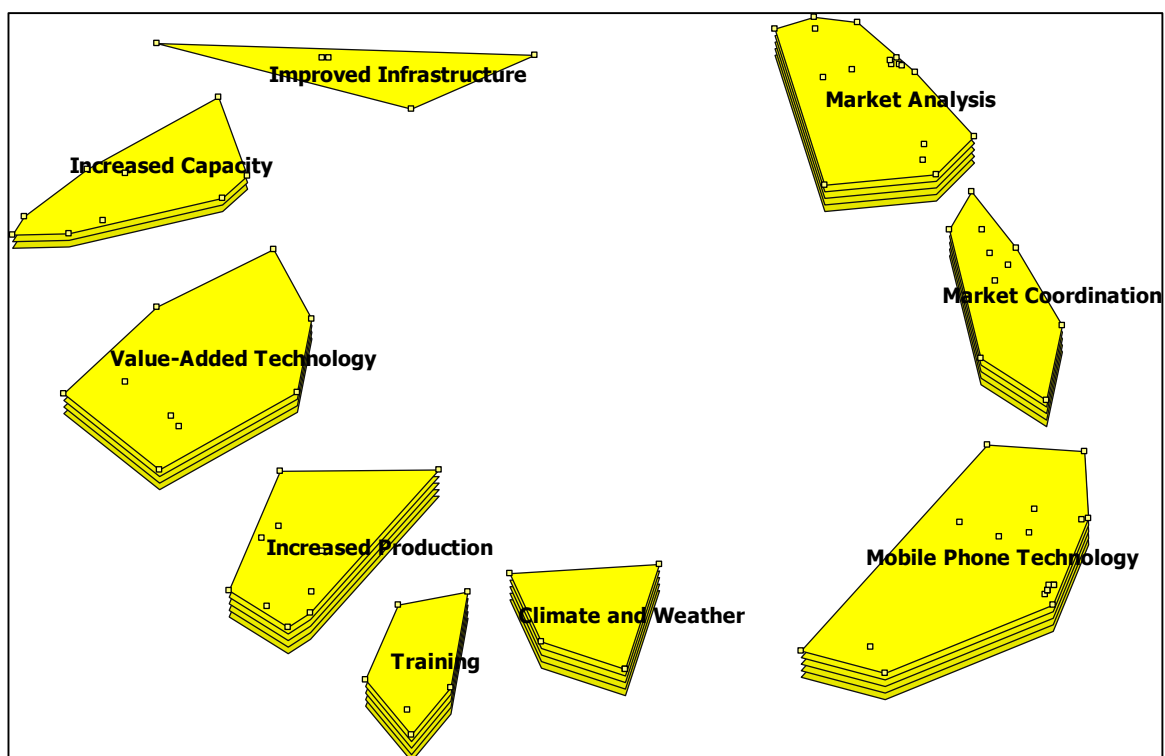 Improved Infrastructure
Market Analysis
Increased Capacity
Market Coordination
Value-Added Technology
Increased Production
Mobile Phone Technology
Climate and Weather
Training